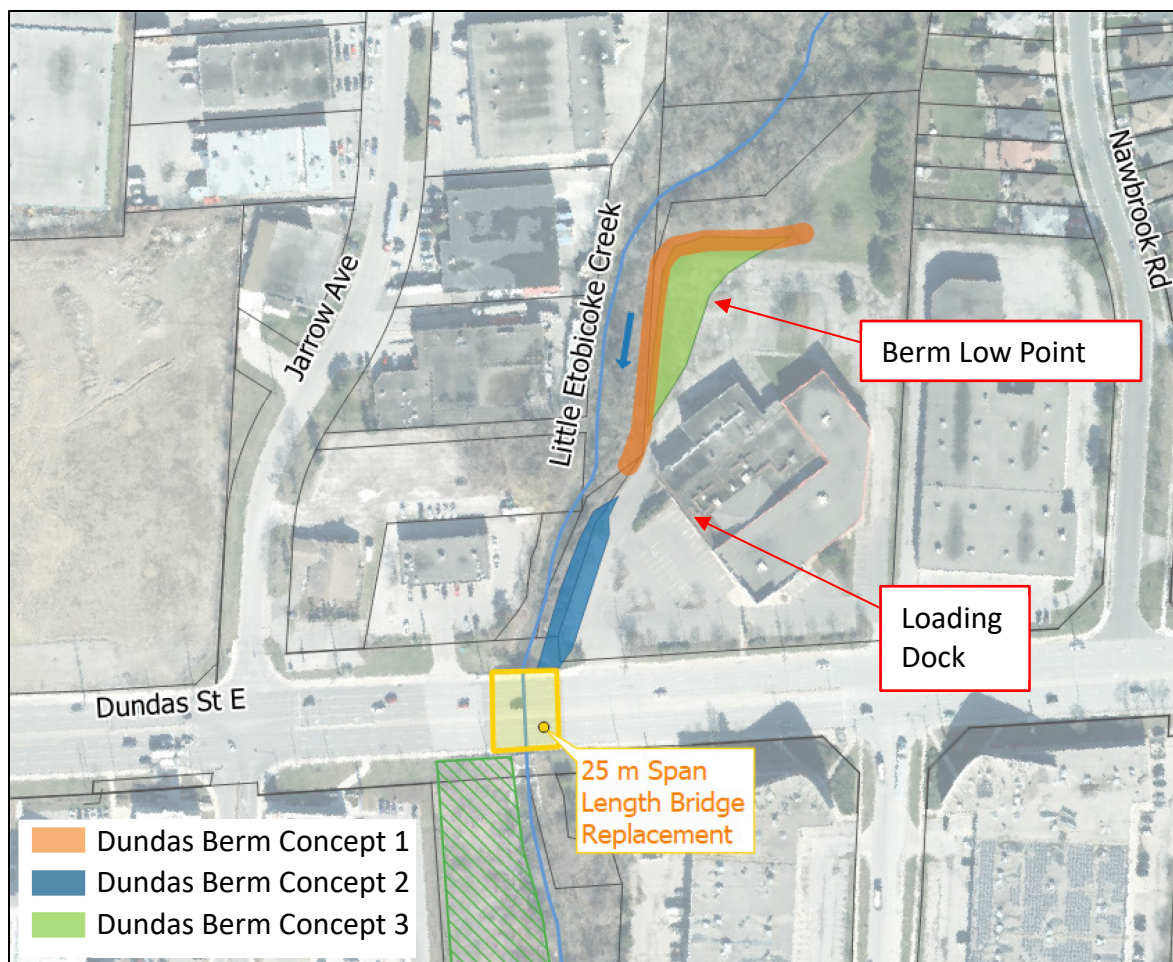 Nawbrook Rd
Jarrow Ave
Little Etobicoke Creek
Berm Low Point
Loading
Dock
Dundas St E
25 m Span
Length Bridge
Replacement
Dundas Berm Concept 1
Dundas Berm Concept 2
Dundas Berm Concept 3